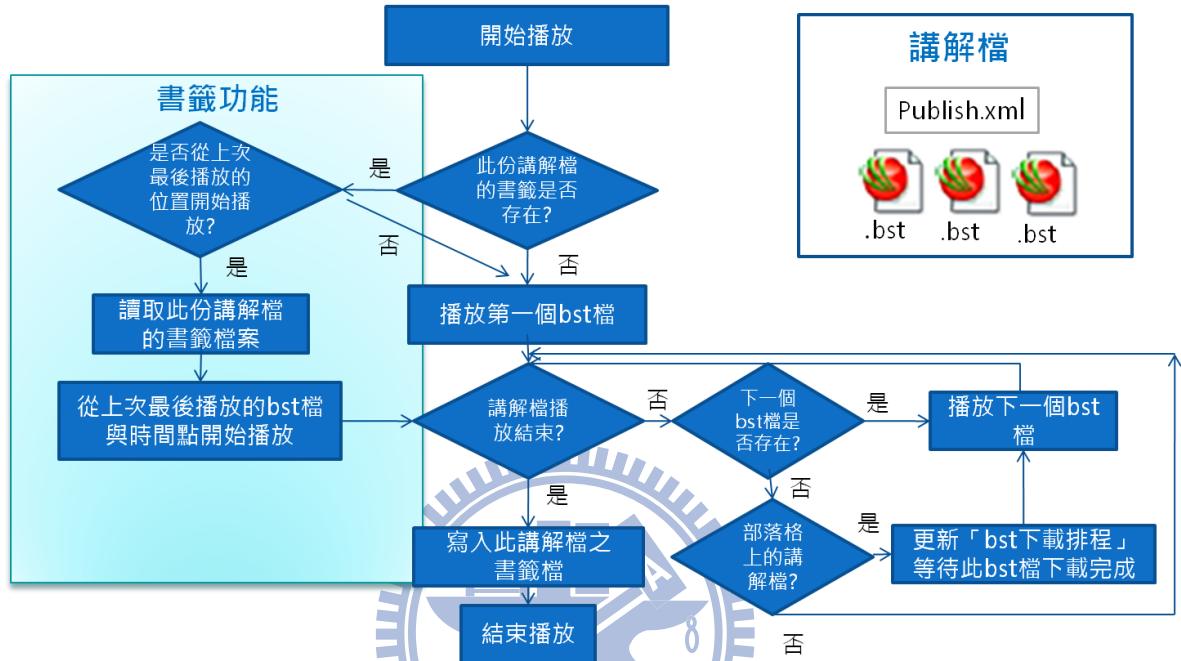 開始播放
書籤功能
是否從上次
最後播放的
位置開始播
放?
是
此份講解檔
的書籤是否
存在?
否
是
否
讀取此份講解檔
的書籤檔案
從上次最後播放的bst檔
與時間點開始播放
播放第一個bst檔
講解檔播
放結束?
否
下一個
bst檔是
否存在?
是
播放下一個bst
檔
是
否
寫入此講解檔之
書籤檔
部落格
上的講
解檔?
是
更新「bst下載排程」
等待此bst檔下載完成
結束播放
否
講解檔
Publish.xml
.bst
.bst
.bst